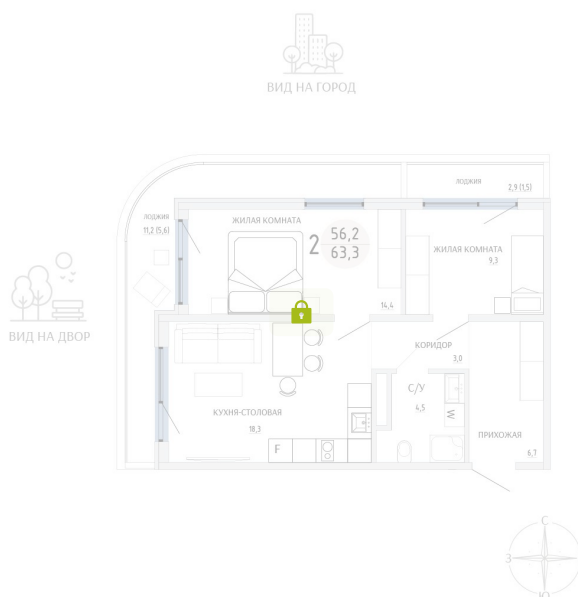 ВИД НА ГОРОД
ЛОДЖИЯ
2,9 (1,5)
ЛОДЖИЯ
11,2 (5,6)
ЖИЛАЯ КОМНАТА
2
56,2
63,3
14,4
ЖИЛАЯ КОМНАТА
9,3
ВИД НА ДВОР
КОРИДОР
3,0
КУХНЯ-СТОЛОВАЯ
18,3
F
С/У
4,5
W
ПРИХОЖАЯ
6,7
С
З
Ю